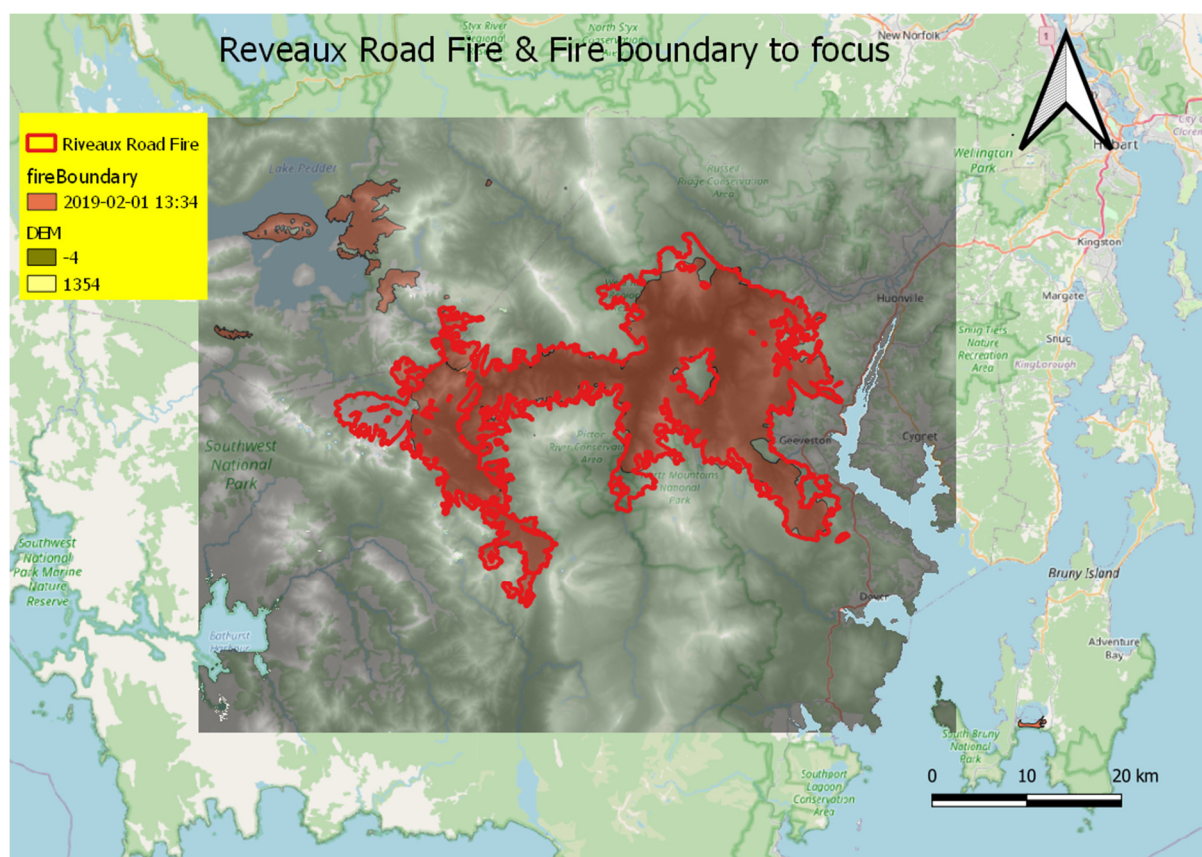 Reveaux Road Fire & Fire boundary to focus
Styx River
North Styx
Conservation
New Norfolk
1
Hobart
Wellington
Park
Kingston
Margate
Snug
Snug Tiers
Nature
Recreation
Area
Kingborough
Riveaux Road Fire
fireBoundary
2019-02-01 13:34
DEM
-4
1354
Lake Pedder
Russell
Ridge Conservation
Area
Huonville
Southwest
National
Park
Picton
River Conservation
Area
Geeveston
Cygnet
Mountains
National
Park
Southwest
National
Park Marine
Nature
Reserve
Bathurst
Harbour
Dover
Bruny Island
Adventure
Bay
South Bruny
National
Park
Southport
Lagoon
Conservation
Area
0 10 20 km